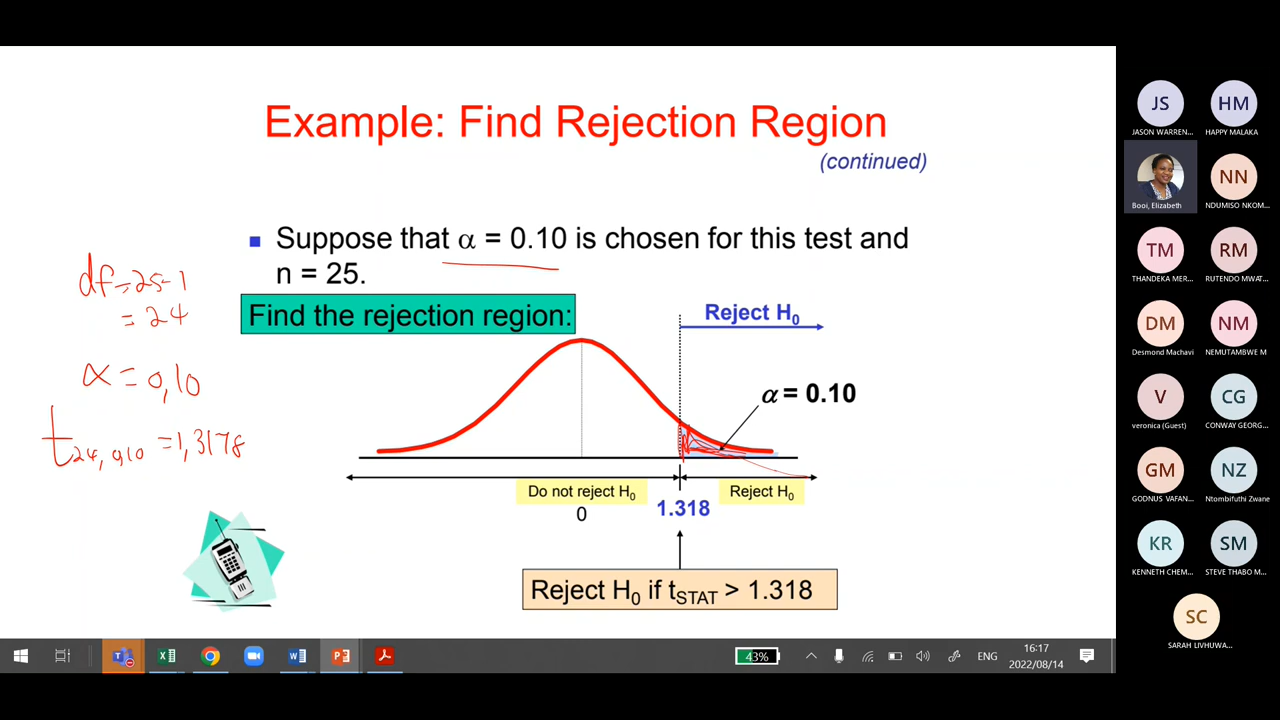 Example: Find Rejection Region
(continued)
Suppose that α = 0.10 is chosen for this test and
n = 25.
df=25-1
= 24
α = 0,10
t24, 0,10 =1,3178
Find the rejection region:
Reject H0
α = 0.10
Do not reject H0
Reject H0
0
1.318
Reject H0 if tSTAT > 1.318
JS
JASON WARREN...
HM
HAPPY MALAKA
Booi, Elizabeth
NN
NDUMISO NKOM...
TM
THANDEKA MER...
RM
RUTENDO MWAT...
DM
Desmond Machavi
NM
NEMUTAMBWE M
V
veronica (Guest)
CG
CONWAY GEORG...
GM
GODNUS VAFAN...
NZ
Ntombifuthi Zwane
KR
KENNETH CHEM...
SM
STEVE THABO M...
SC
SARAH LIVHUWA...
43%
ENG
16:17
2022/08/14